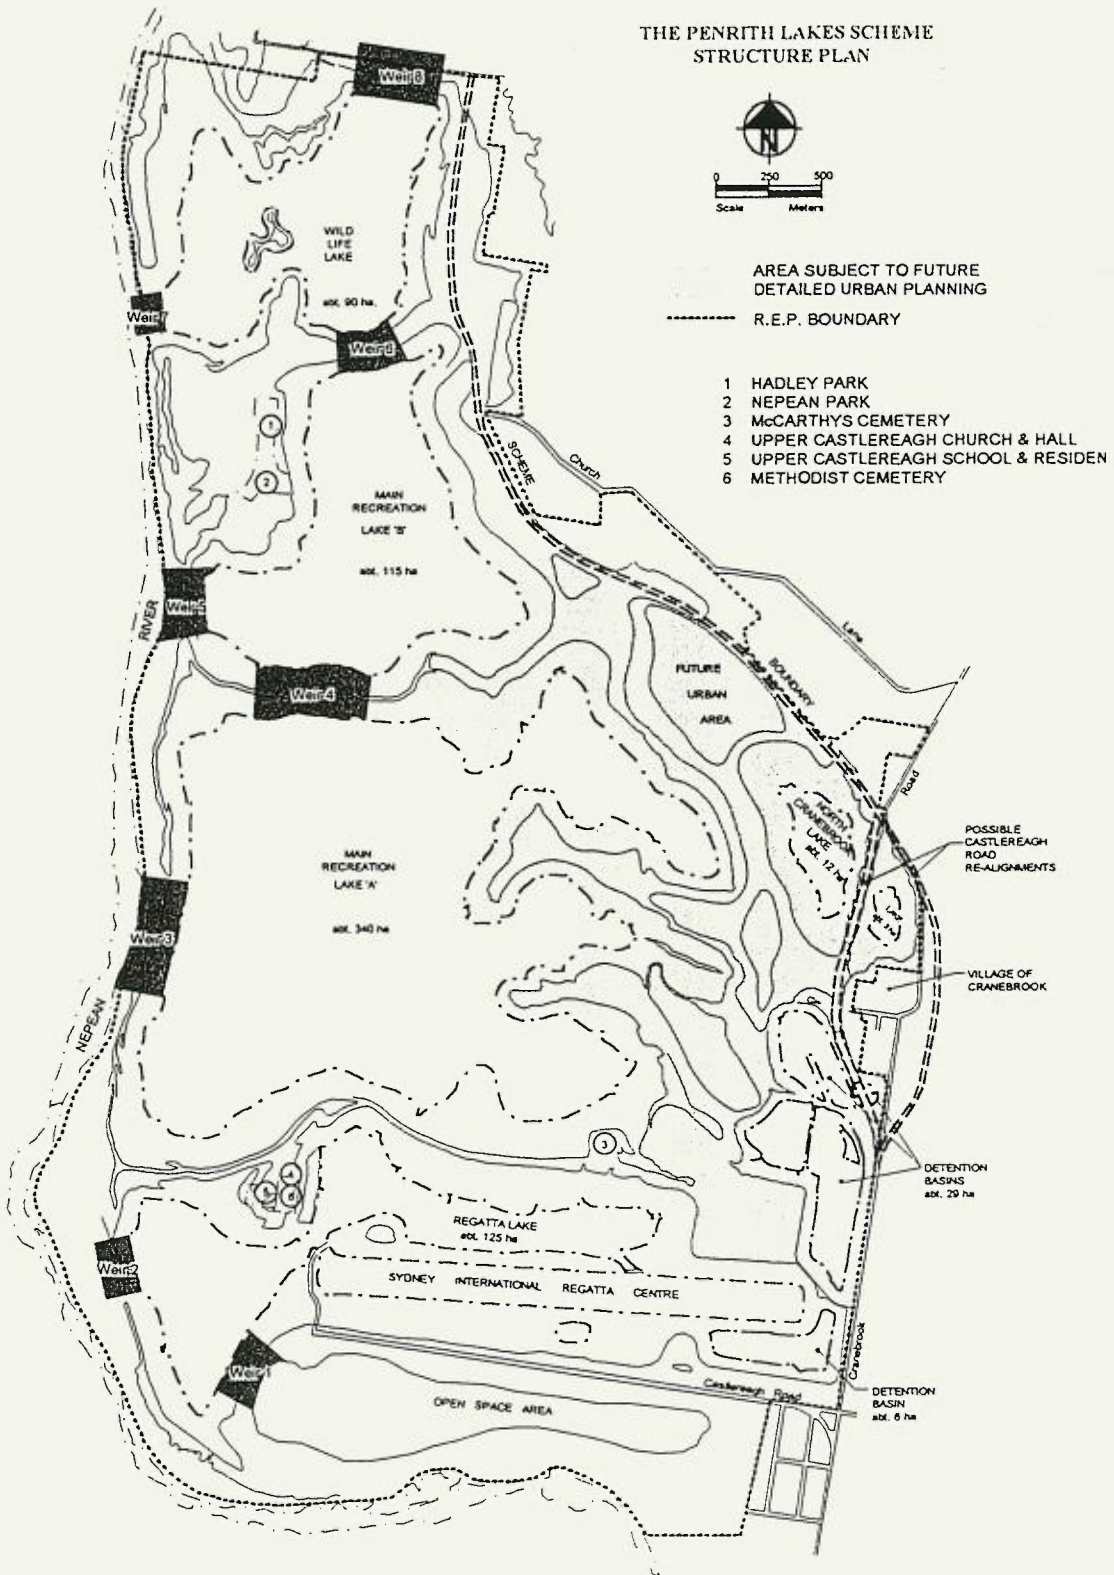 THE PENRITH LAKES SCHEME
STRUCTURE PLAN
N
0 250 500
Scale Meters
AREA SUBJECT TO FUTURE
DETAILED URBAN PLANNING
R.E.P. BOUNDARY
1 HADLEY PARK
2 NEPEAN PARK
3 McCARTHYS CEMETERY
4 UPPER CASTLEREAGH CHURCH & HALL
5 UPPER CASTLEREAGH SCHOOL & RESIDEN
6 METHODIST CEMETERY
Weir 8
WILD
LIFE
LAKE
abt. 90 ha.
Weir 7
Weir 6
1
2
SCHEME
Church
MAIN
RECREATION
LAKE 'B'
abt. 115 ha
RIVER
Weir 5
Lane
BOUNDARY
FUTURE
URBAN
AREA
Weir 4
Road
NORTH
CRANEBROOK
LAKE
abt. 12 ha
POSSIBLE
CASTLEREAGH
ROAD
RE-ALIGNMENTS
MAIN
RECREATION
LAKE 'A'
abt. 340 ha
Weir 3
VILLAGE OF
CRANEBROOK
NEPEAN
3
4
5
6
DETENTION
BASINS
abt. 29 ha
REGATTA LAKE
abt. 125 ha
Weir 2
SYDNEY INTERNATIONAL REGATTA CENTRE
Cranebrook
Weir 1
Castlereagh Road
OPEN SPACE AREA
DETENTION
BASIN
abt. 6 ha